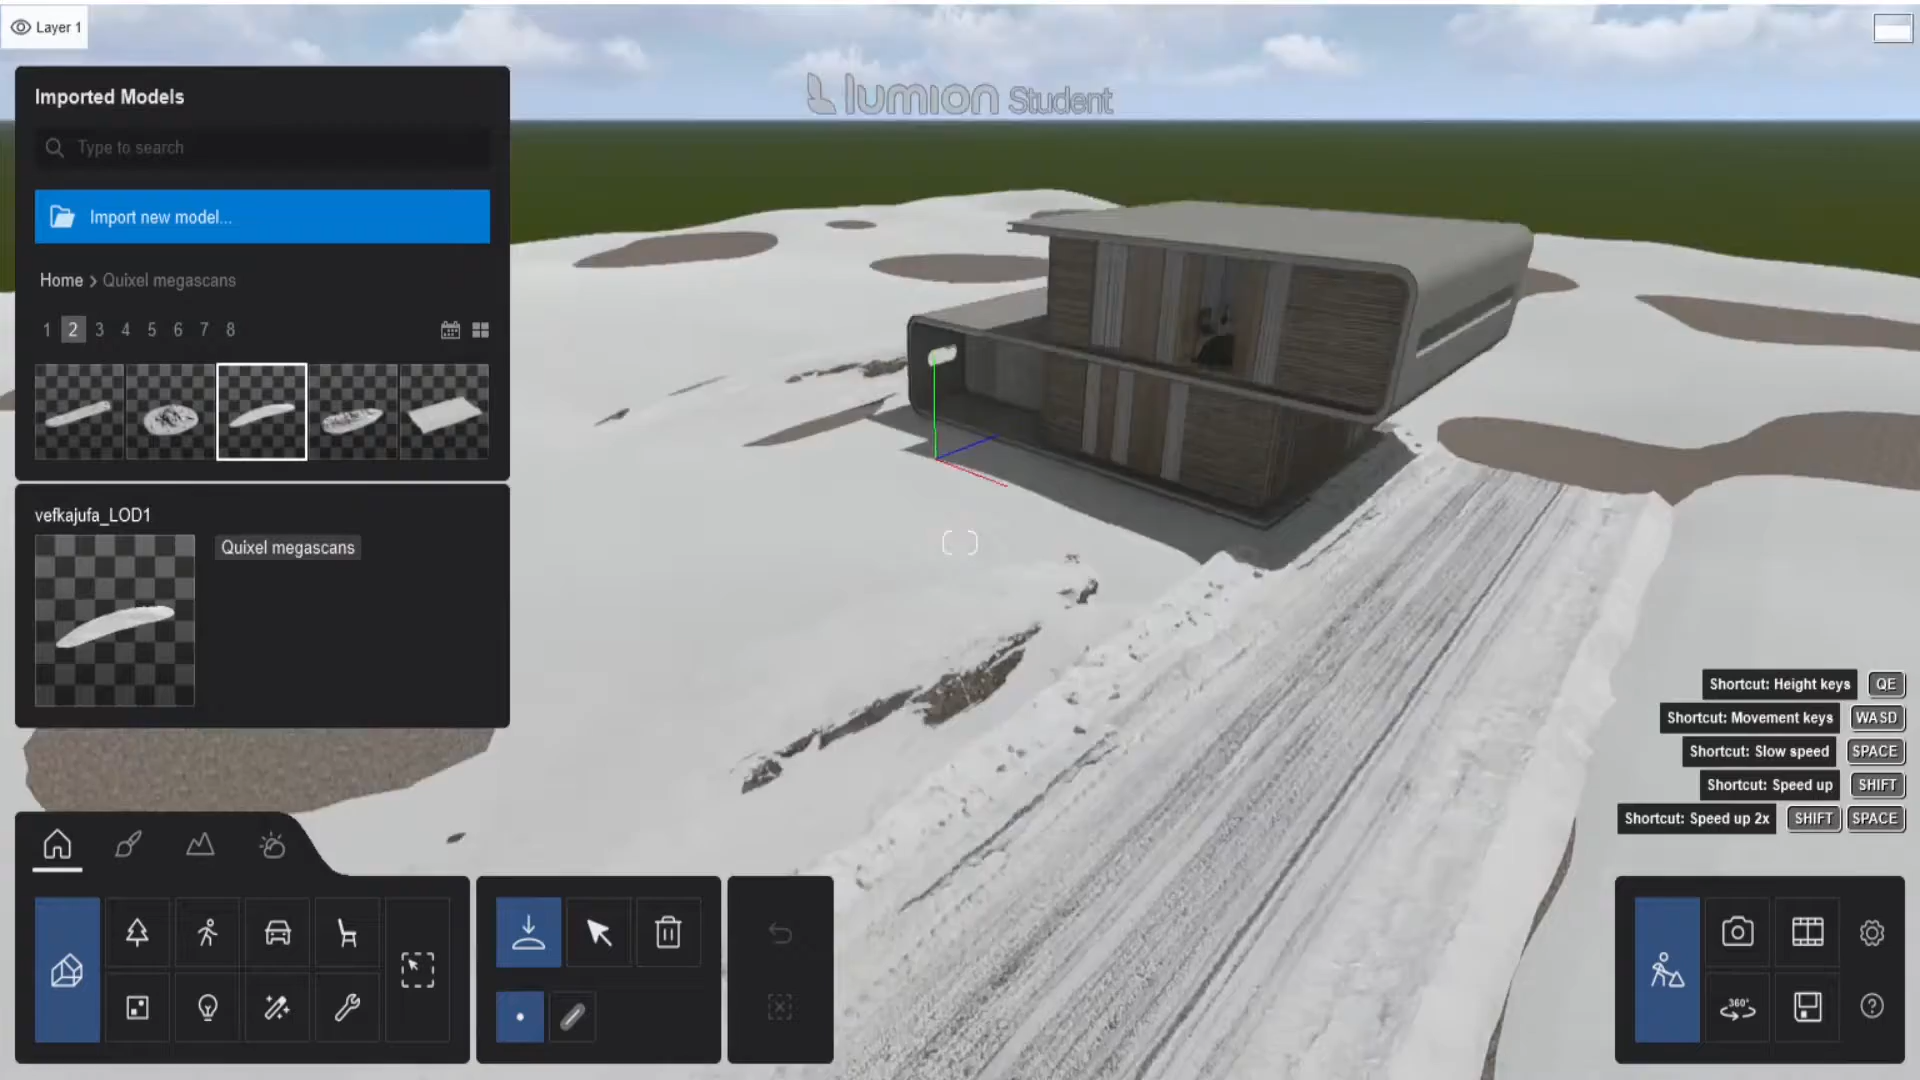 Layer 1
lumion Student
Imported Models
Type to search
Import new model...
Home > Quixel megascans
1 2 3 4 5 6 7 8
vefkajufa_LOD1
Quixel megascans
Shortcut: Height keys QE
Shortcut: Movement keys WASD
Shortcut: Slow speed SPACE
Shortcut: Speed up SHIFT
Shortcut: Speed up 2x SHIFT SPACE
360°
?